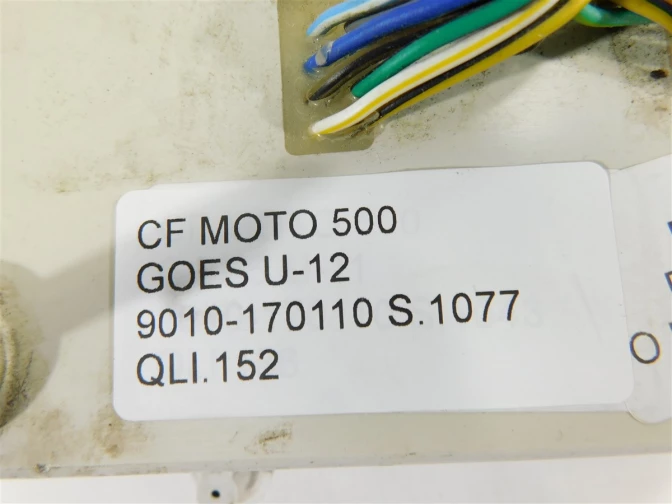 CF MOTO 500
GOES U-12
9010-170110 S.1077
QLI.152
O